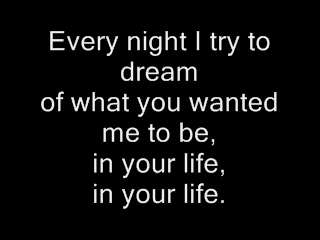 Every night I try to
dream
of what you wanted
me to be,
in your life,
in your life.